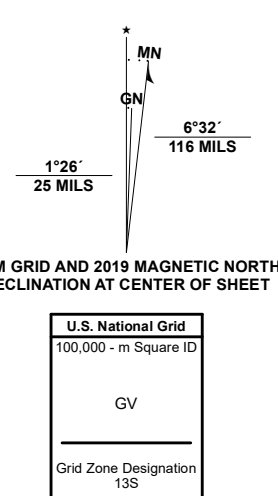 ★
MN
GN
6°32´
116 MILS
1°26´
25 MILS
M GRID AND 2019 MAGNETIC NORTH
ECLINATION AT CENTER OF SHEET
U.S. National Grid
100,000 - m Square ID
GV
Grid Zone Designation
13S